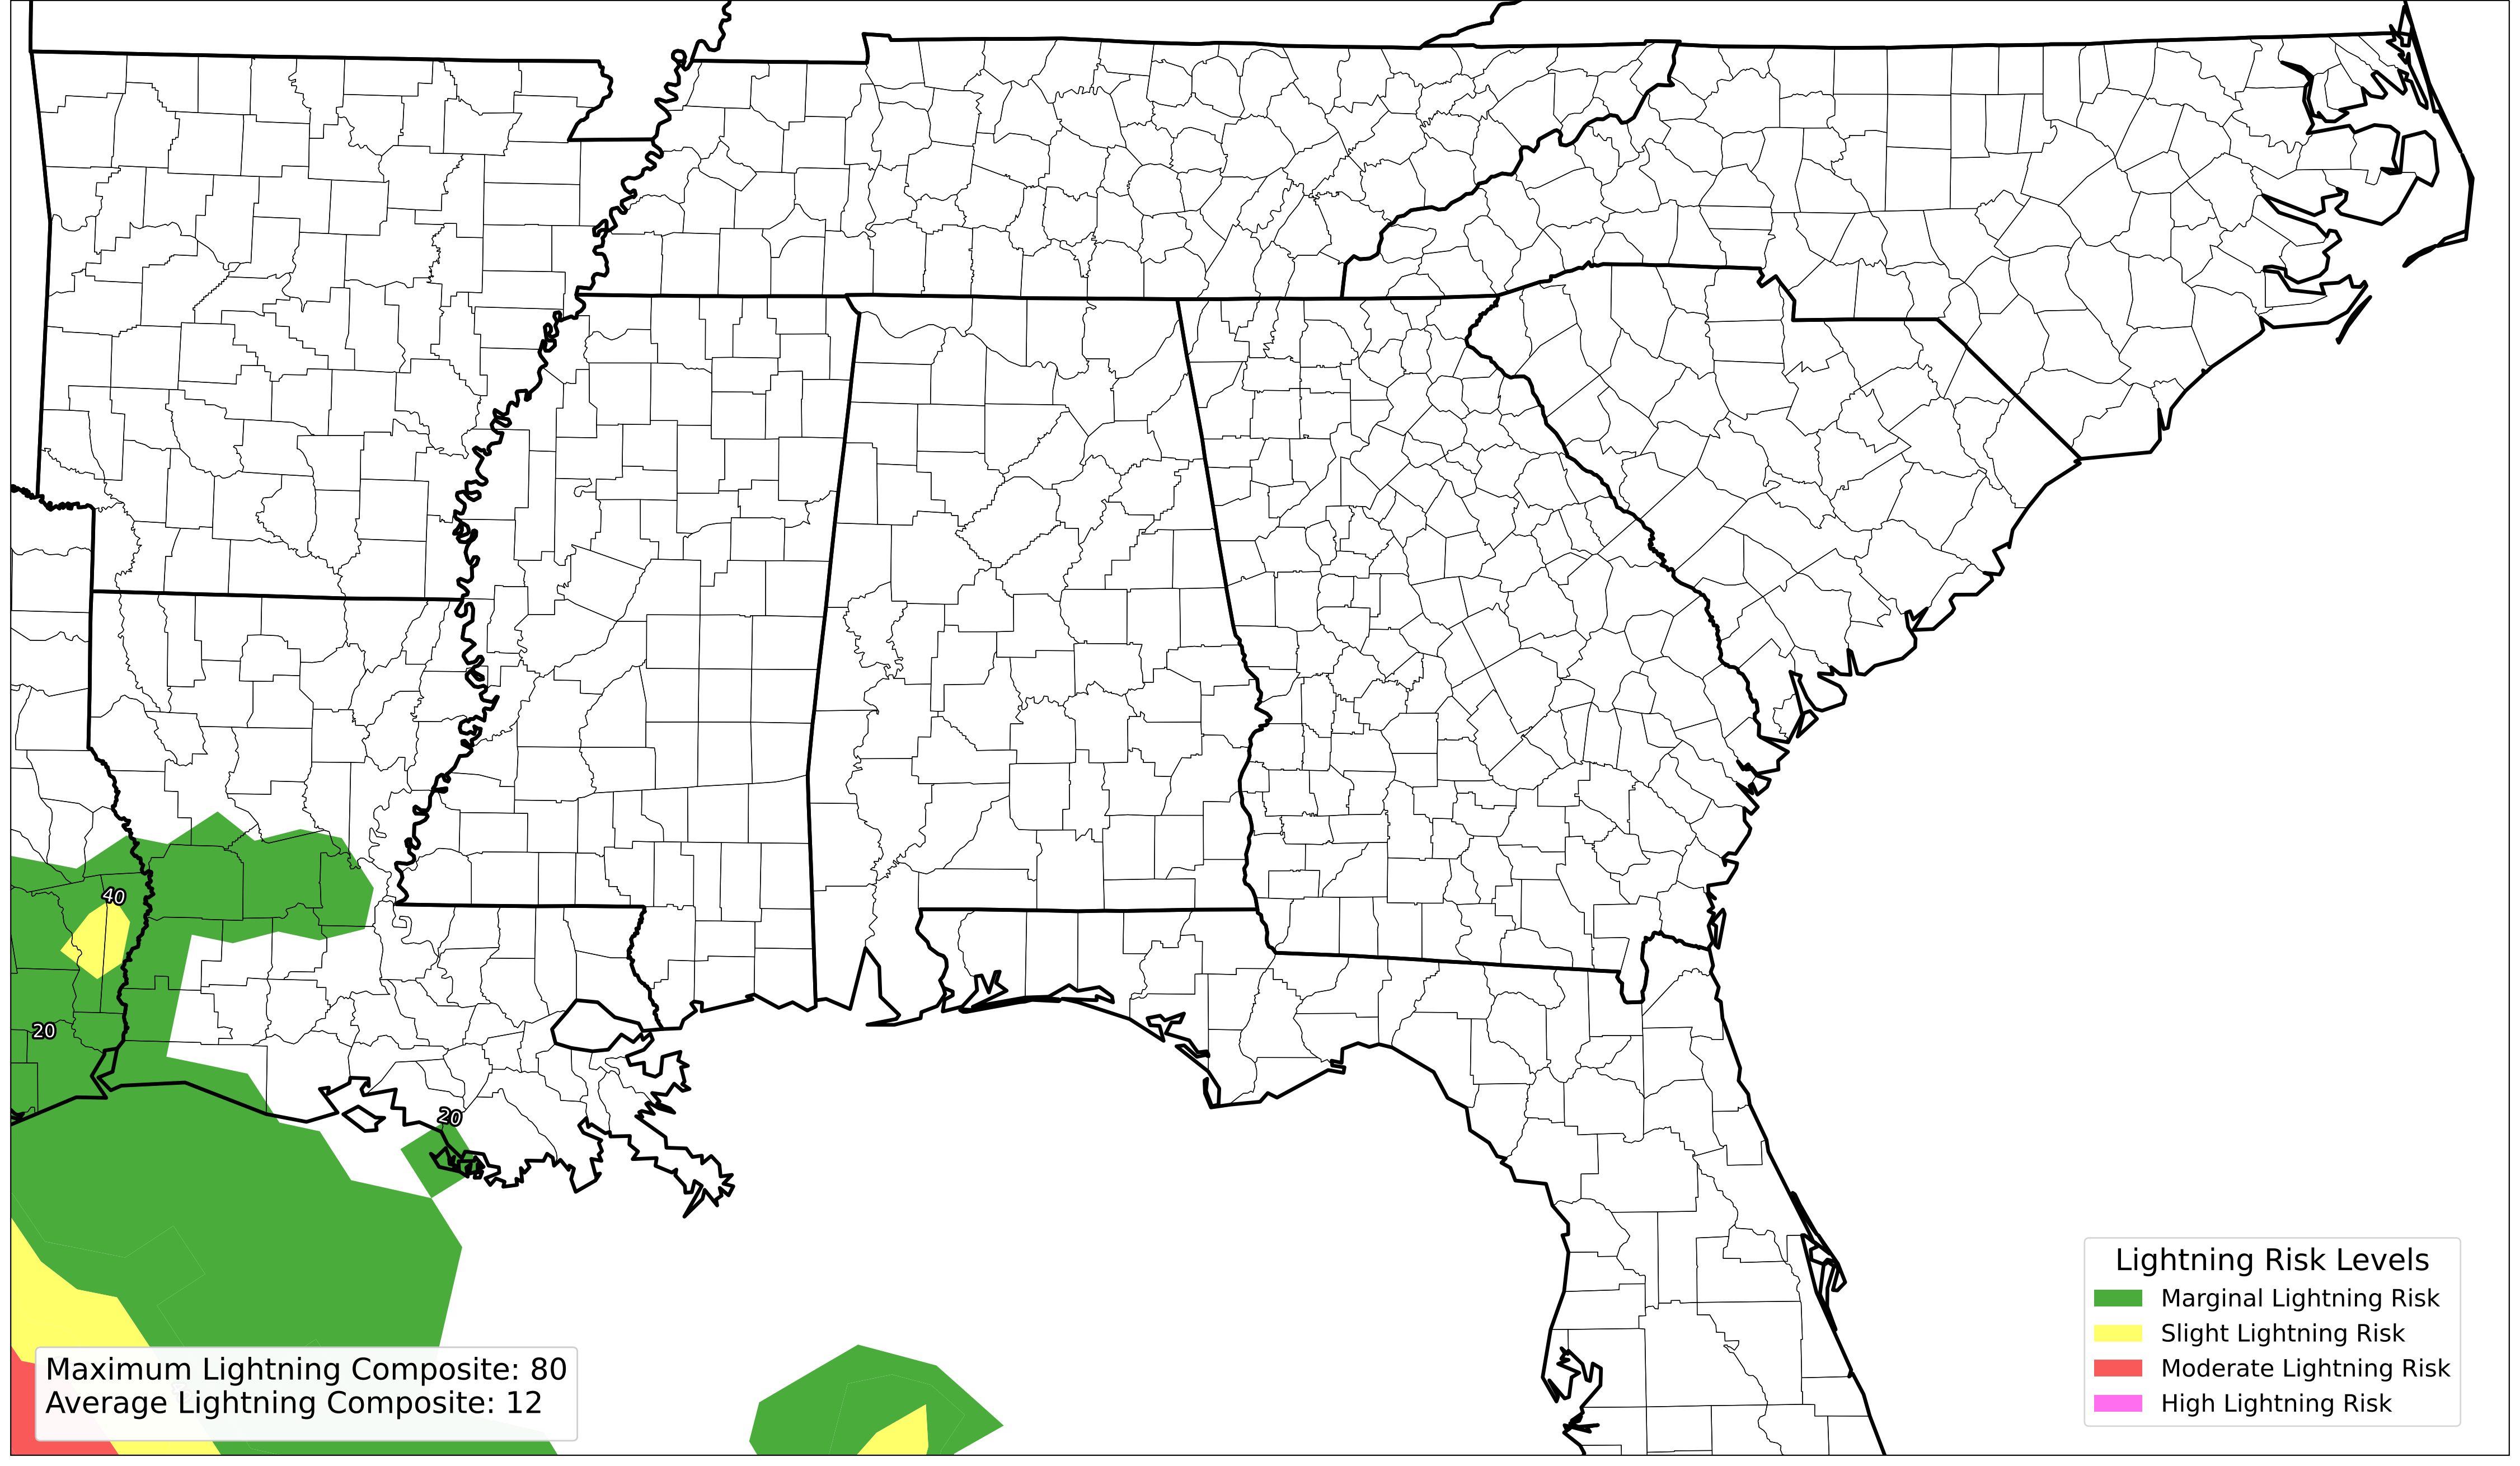 40
20
20
Maximum Lightning Composite: 80
Average Lightning Composite: 12
Lightning Risk Levels
Marginal Lightning Risk
Slight Lightning Risk
Moderate Lightning Risk
High Lightning Risk